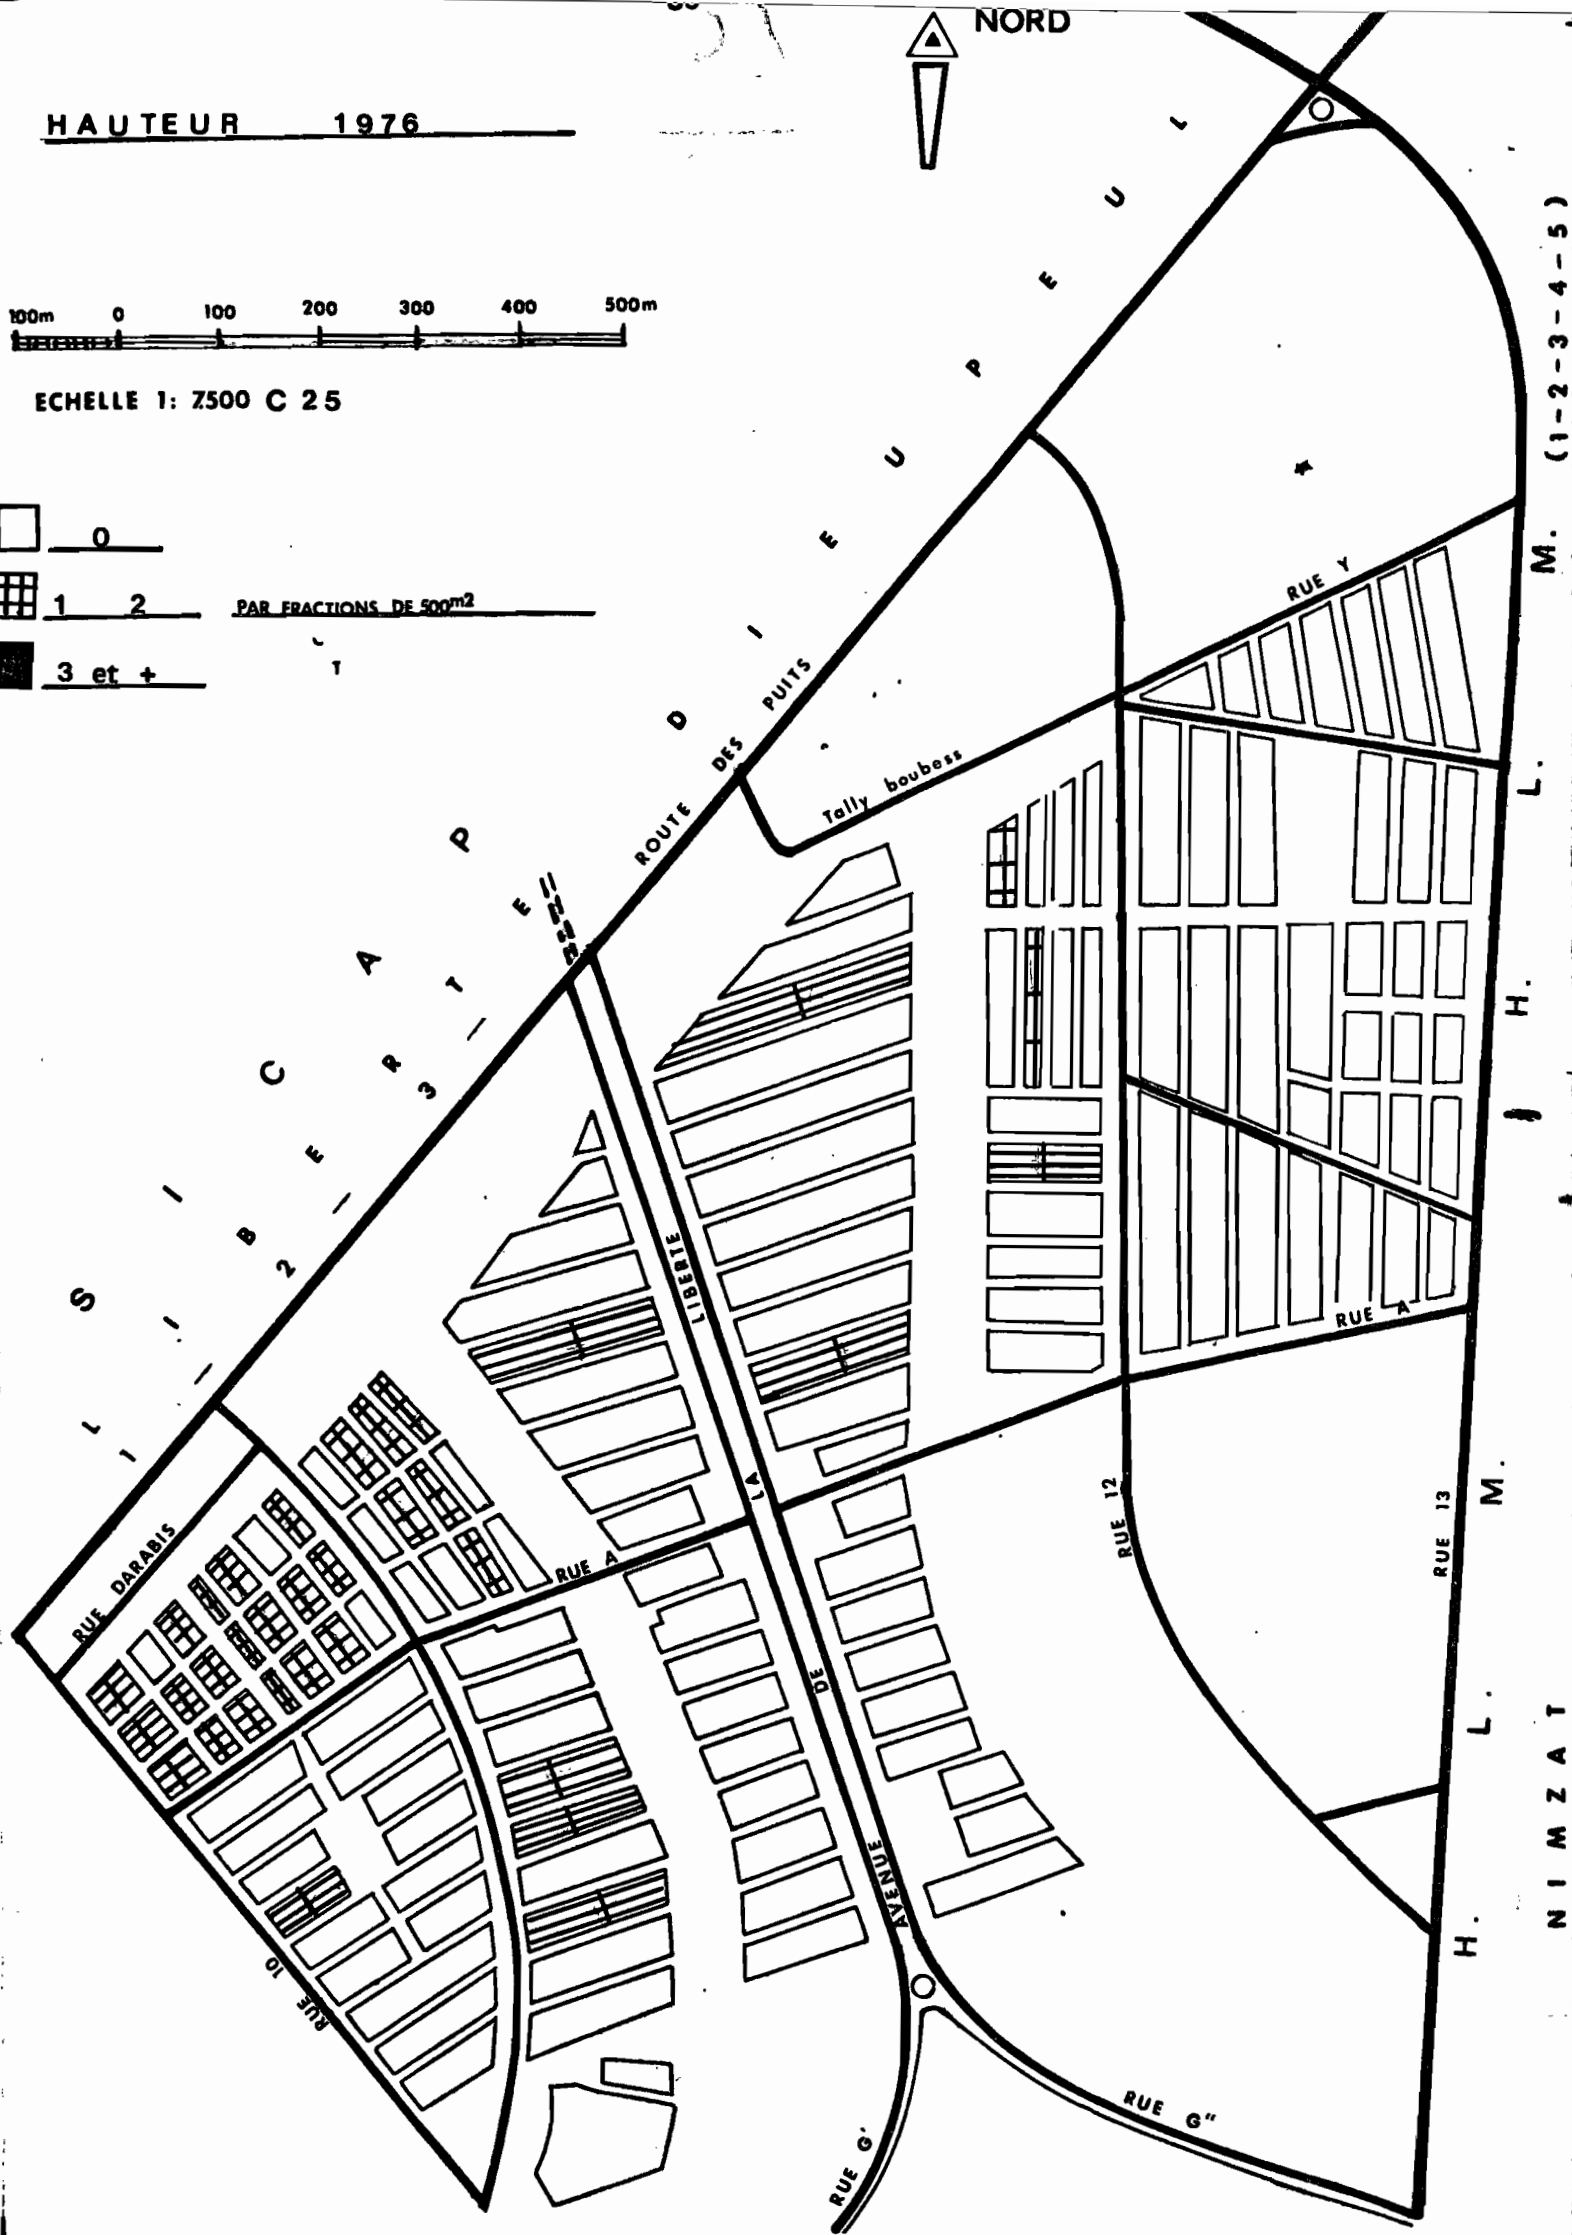 NORD
HAUTEUR 1976
100m 0 100 200 300 400 500m
ECHELLE 1: 7500 C 25
0
1 2 PAR FRACTIONS DE 500m2
3 et +
SICAP DIEUPEUL
LIBERTE
1 - 2 - 3 -
ROUTE DES PUITS
Tally boubess
RUE Y
H. L. M. (1-2-3-4-5)
RUE A
RUE 12
RUE 13
H. L. M.
NIMZAT
AVENUE DE LA LIBERTE
RUE DARABIS
RUE A
RUE 10
RUE G'
RUE G"